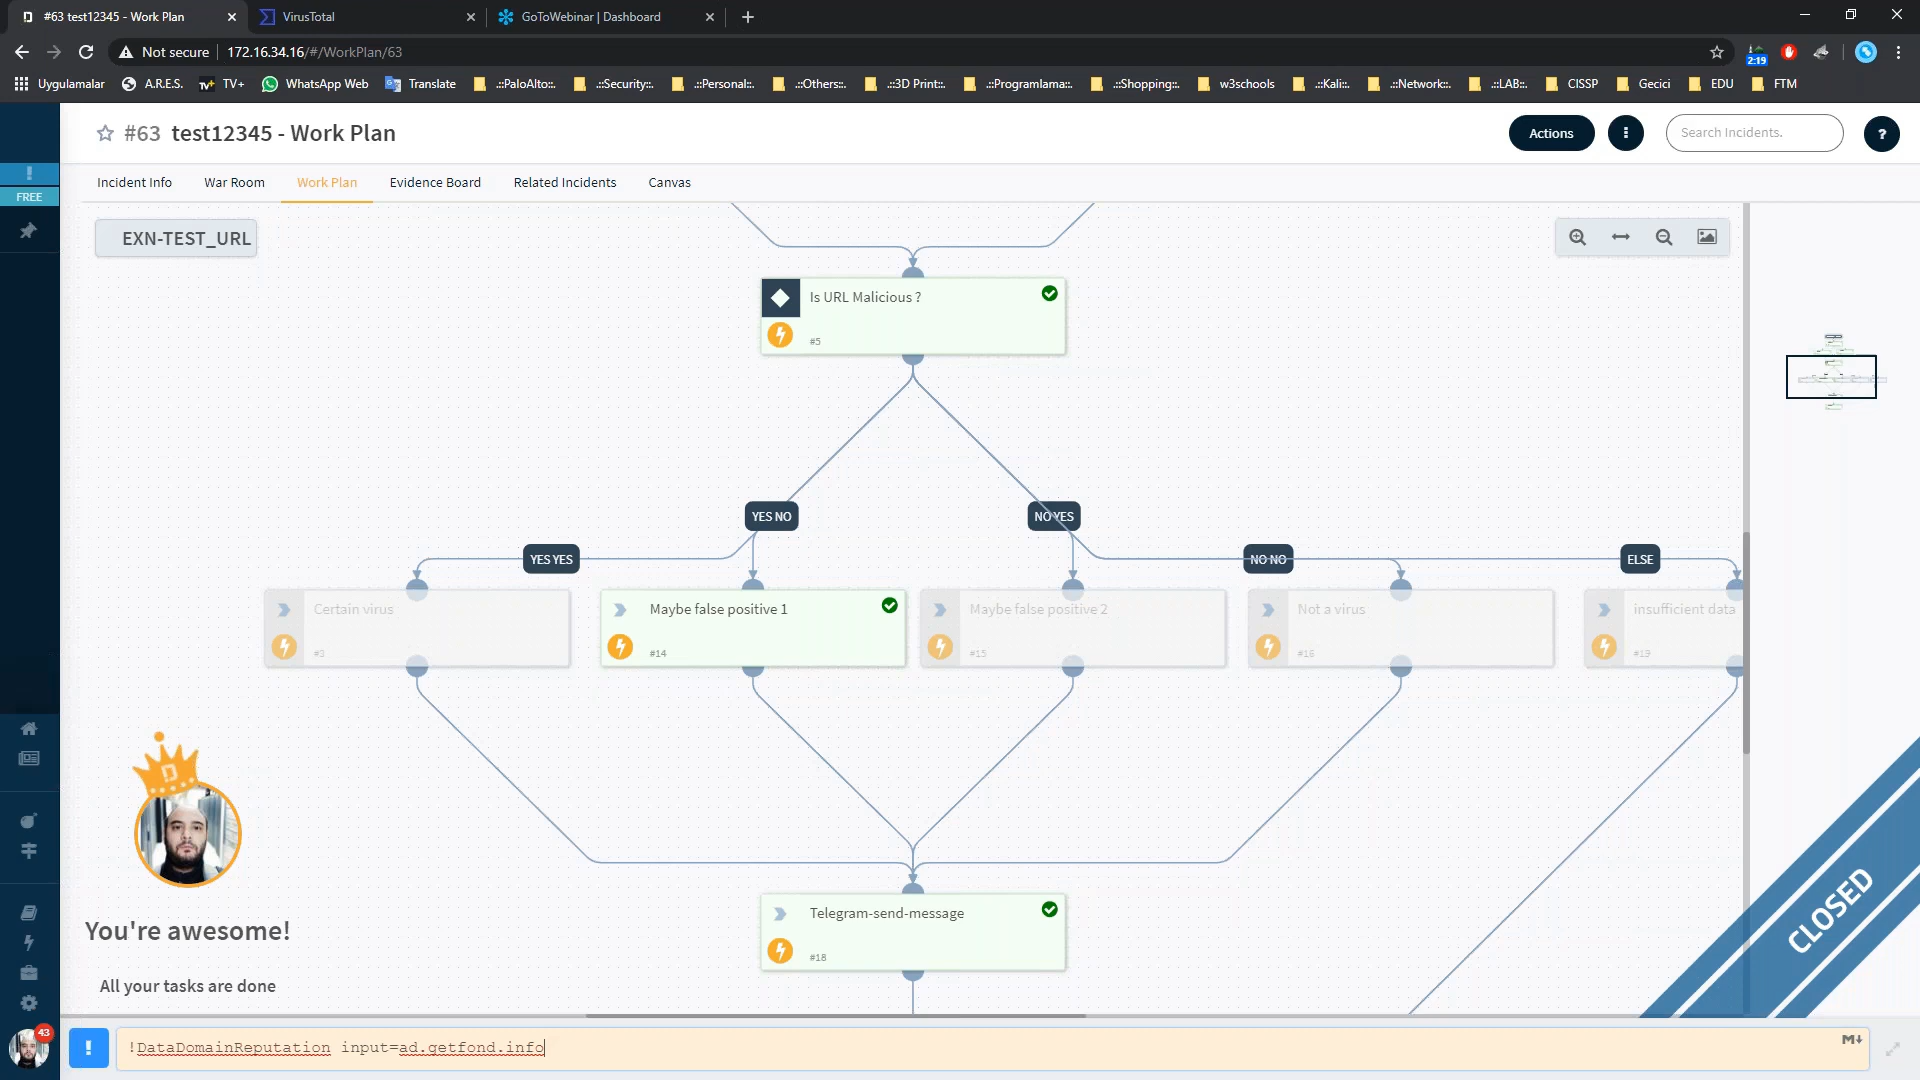 #63 test12345 - Work Plan
VirusTotal
GoToWebinar | Dashboard
Not secure
172.16.34.16/#/WorkPlan/63
2:19
Uygulamalar
A.R.E.S.
TV+
WhatsApp Web
Translate
.::PaloAlto::.
.::Security::.
.::Personal::.
.::Others::.
.::3D Print::.
.::Programlama::.
.::Shopping::.
w3schools
.::Kali::.
.::Network::.
.::LAB::.
CISSP
Gecici
EDU
FTM
#63 test12345 - Work Plan
Actions
Search Incidents.
?
Incident Info
War Room
Work Plan
Evidence Board
Related Incidents
Canvas
!
FREE
EXN-TEST_URL
Is URL Malicious ?
#5
YES NO
NO YES
YES YES
NO NO
ELSE
Certain virus
#3
Maybe false positive 1
#14
Maybe false positive 2
#15
Not a virus
#16
insufficient data
#19
D
You're awesome!
All your tasks are done
Telegram-send-message
#18
CLOSED
43
!
!DataDomainReputation input=ad.getfond.info
M